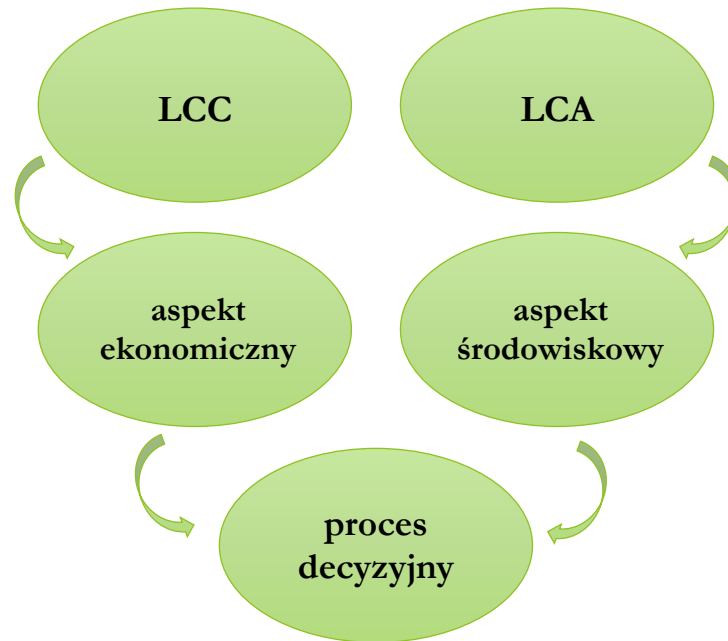 LCC
LCA
aspekt
ekonomiczny
aspekt
środowiskowy
proces
decyzyjny